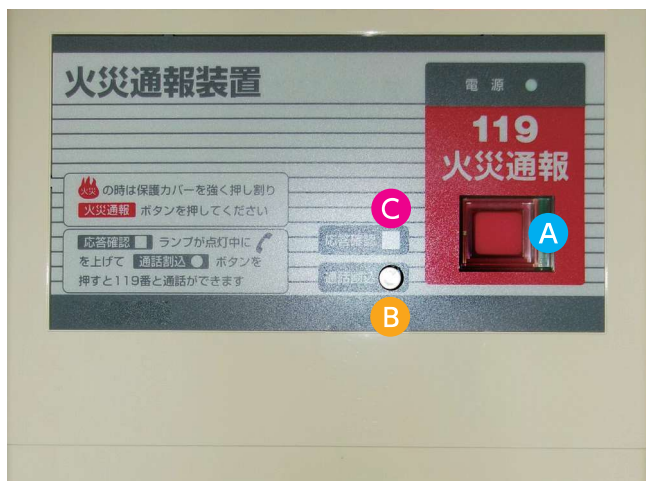 火災通報装置
電源
119
火災通報
火災 の時は保護カバーを強く押し割り
火災通報 ボタンを押してください
応答確認 ランプが点灯中に
を上げて 通話割込 ボタンを
押すと119番と通話ができます
C
応答確認
通話割込
B
A